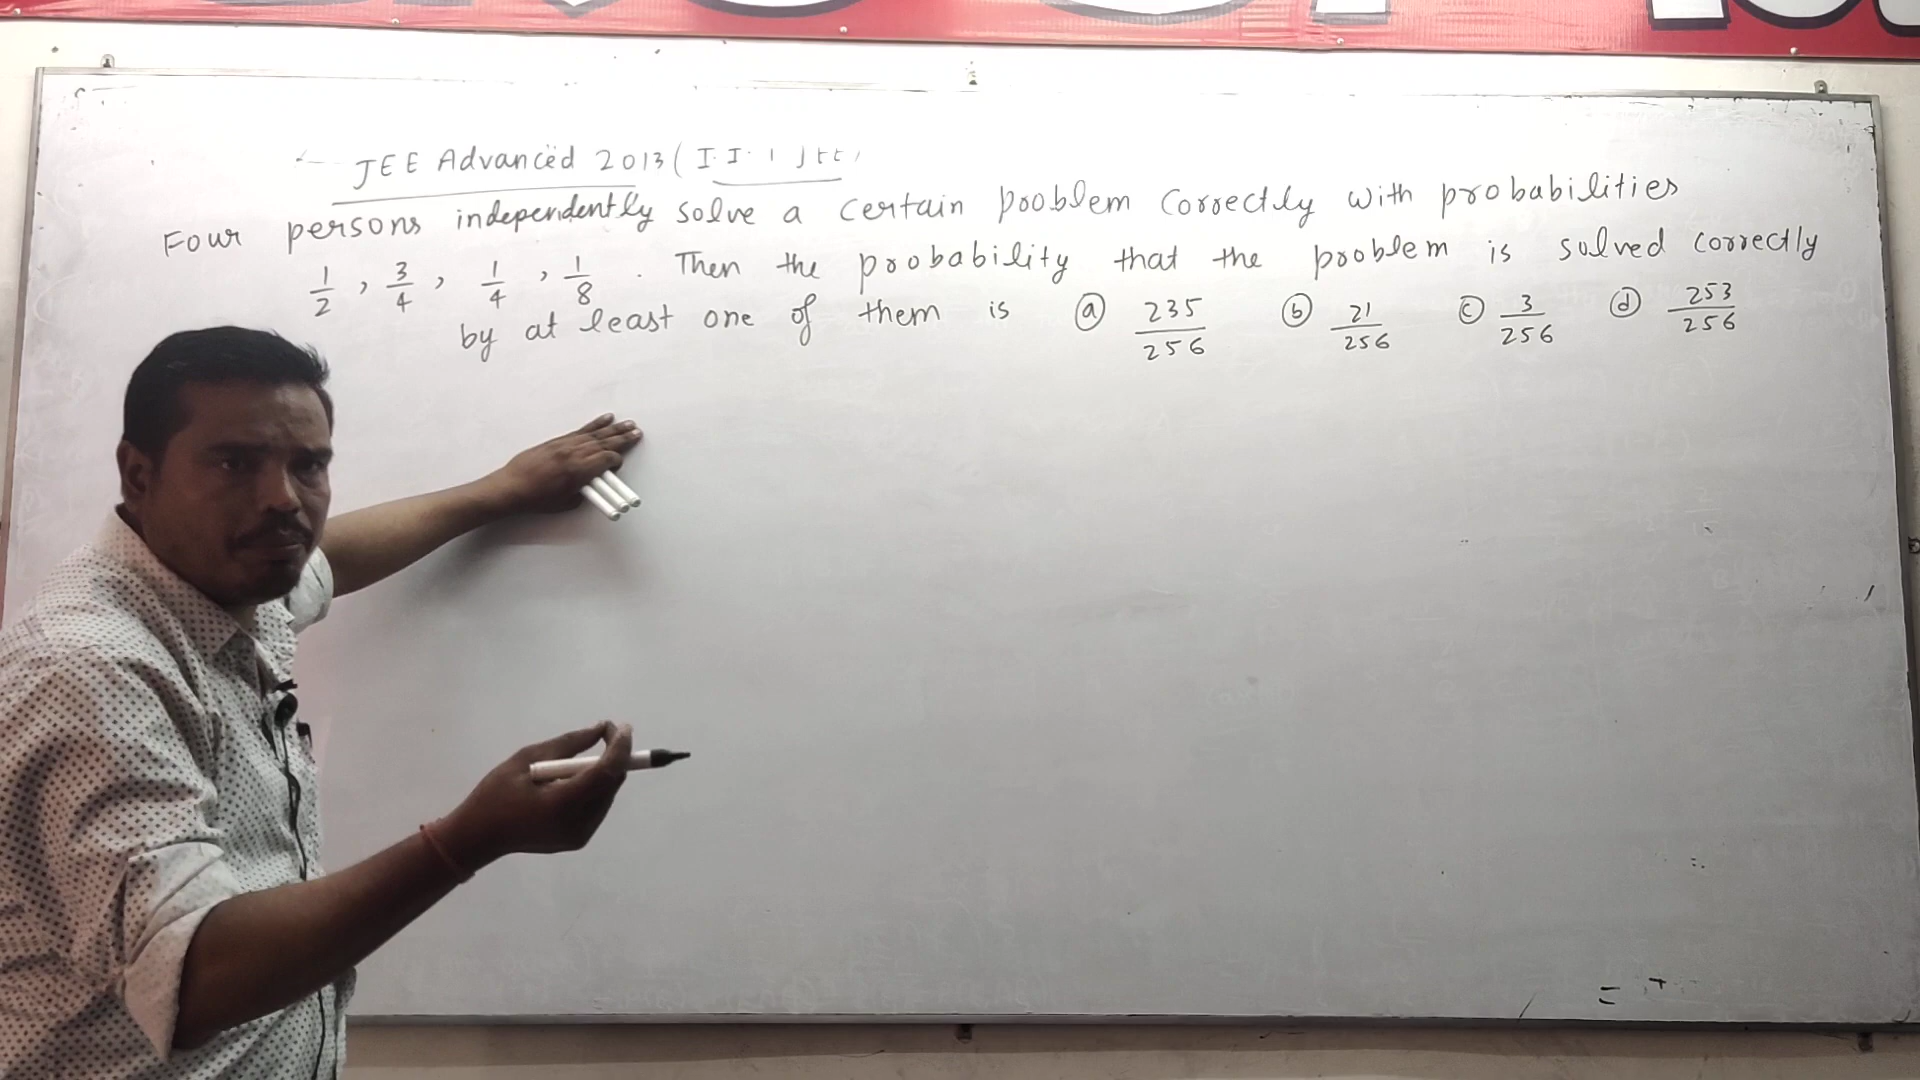 JEE Advanced 2013 (I.I.
Four persons independently solve a certain problem correctly with probabilities
1/2, 3/4, 1/4, 1/8. Then the probability that the problem is solved correctly
by at least one of them is (a) 235/256 (b) 21/256 (c) 3/256 (d) 253/256